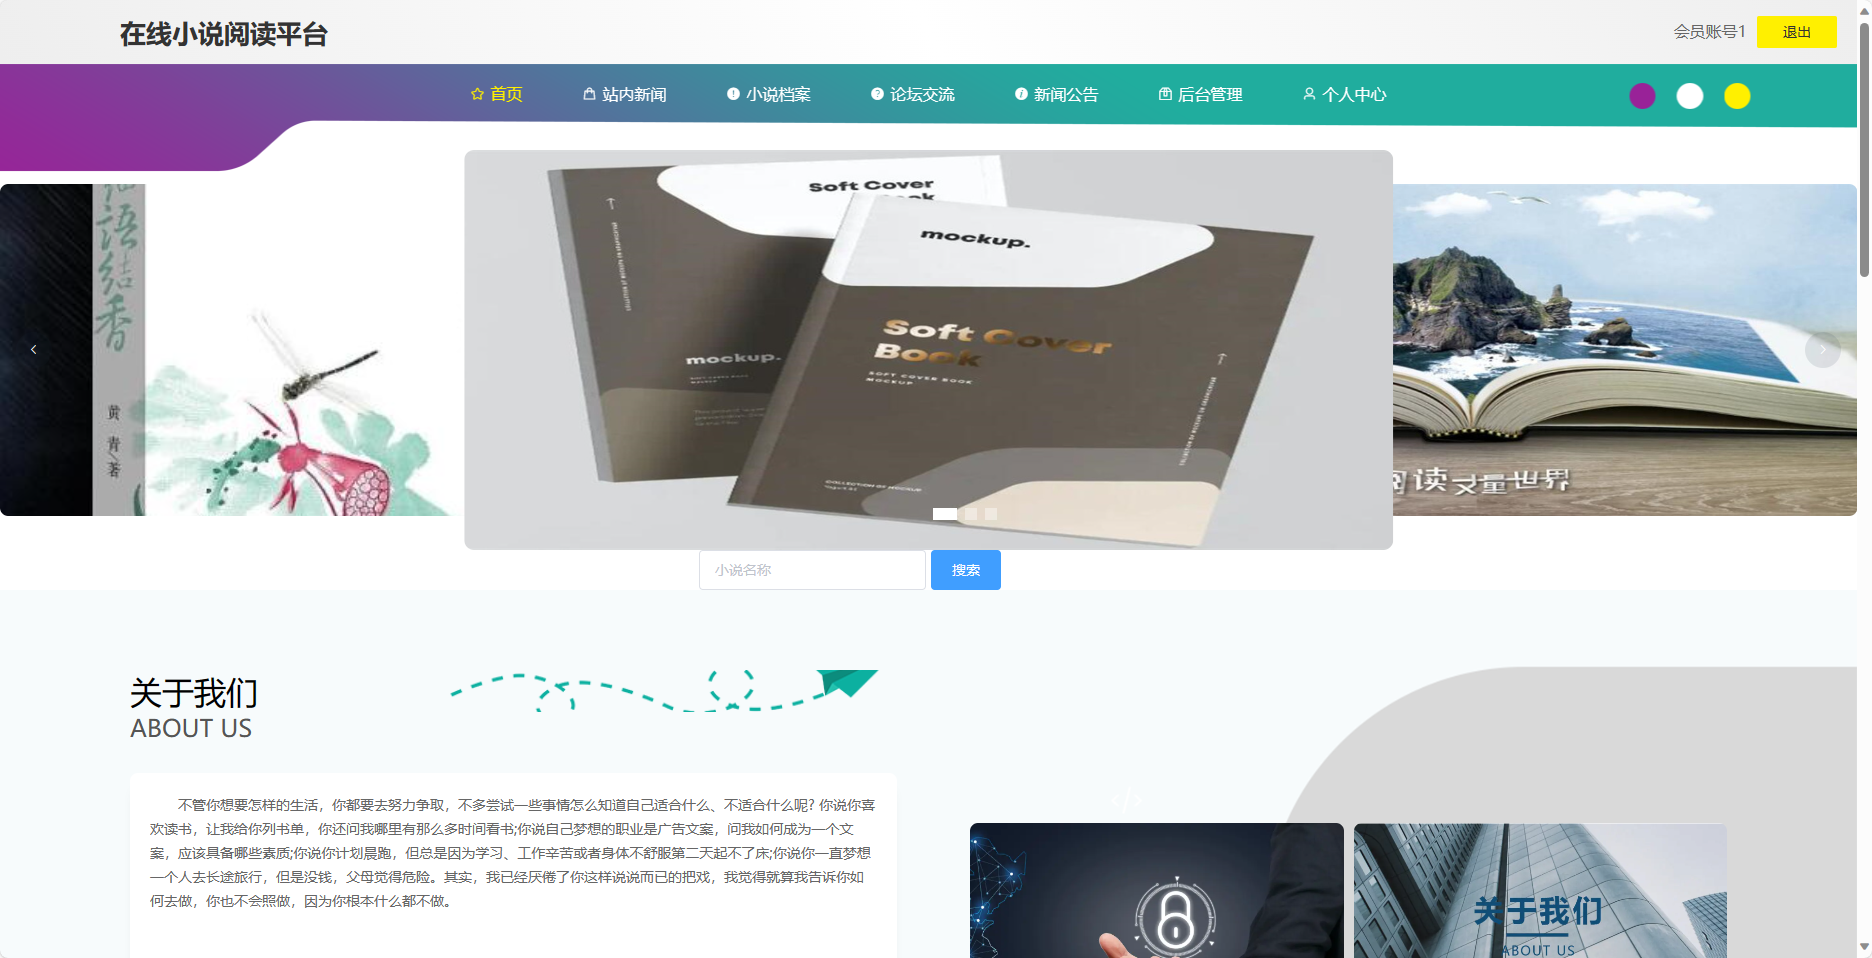 在线小说阅读平台
会员账号1
退出
首页
站内新闻
小说档案
论坛交流
新闻公告
后台管理
个人中心
语结香
黄青/著
Soft Cover
mockup.
mockup.
Soft Cover
Book
SOFT COVER BOOK
MOCKUP
COLLECTION OF MOCKUP
阅读丈量世界
小说名称
搜索
关于我们
ABOUT US
不管你想要怎样的生活，你都要去努力争取，不多尝试一些事情怎么知道自己适合什么、不适合什么呢? 你说你喜
欢读书，让我给你列书单，你还问我哪里有那么多时间看书;你说自己梦想的职业是广告文案，问我如何成为一个文
案，应该具备哪些素质;你说你计划晨跑，但总是因为学习、工作辛苦或者身体不舒服第二天起不了床;你说你一直梦想
一个人去长途旅行，但是没钱，父母觉得危险。其实，我已经厌倦了你这样说说而已的把戏，我觉得就算我告诉你如
何去做，你也不会照做，因为你根本什么都不做。
关于我们
ABOUT US